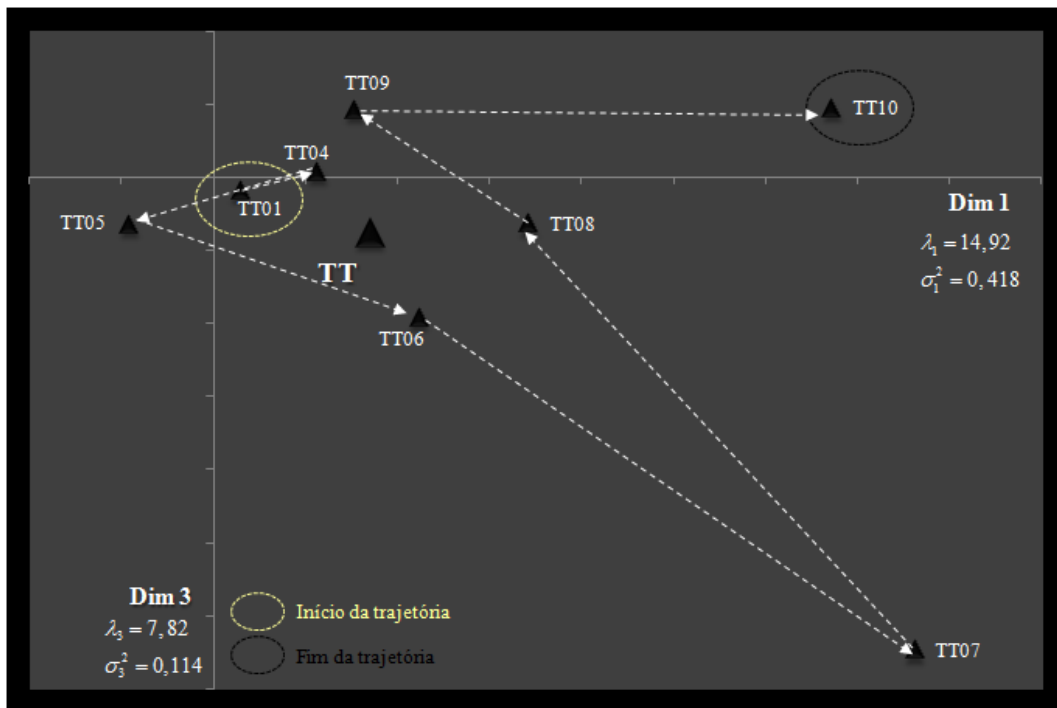 TT09
TT10
TT04
TT01
TT05
TT08
TT
TT06
Dim 1
λ₁ = 14,92
σ₁² = 0,418
Dim 3
λ₃ = 7,82
σ₃² = 0,114
Início da trajetória
Fim da trajetória
TT07